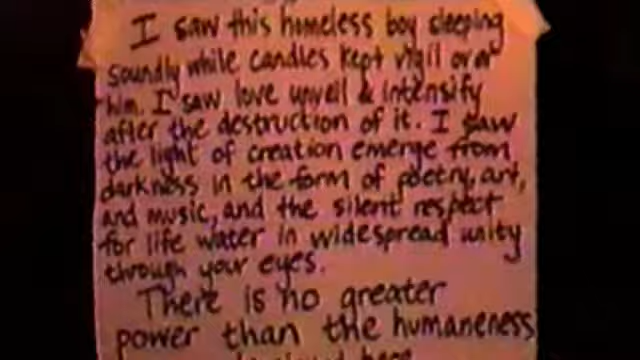 I saw this homeless boy sleeping
soundly while candles kept vigil over
him. I saw love upwell & intensify
after the destruction of it. I saw
the light of creation emerge from
darkness in the form of poetry, art,
and music, and the silent respect
for life water in widespread unity
through your eyes.
There is no greater
power than the humaneness
here